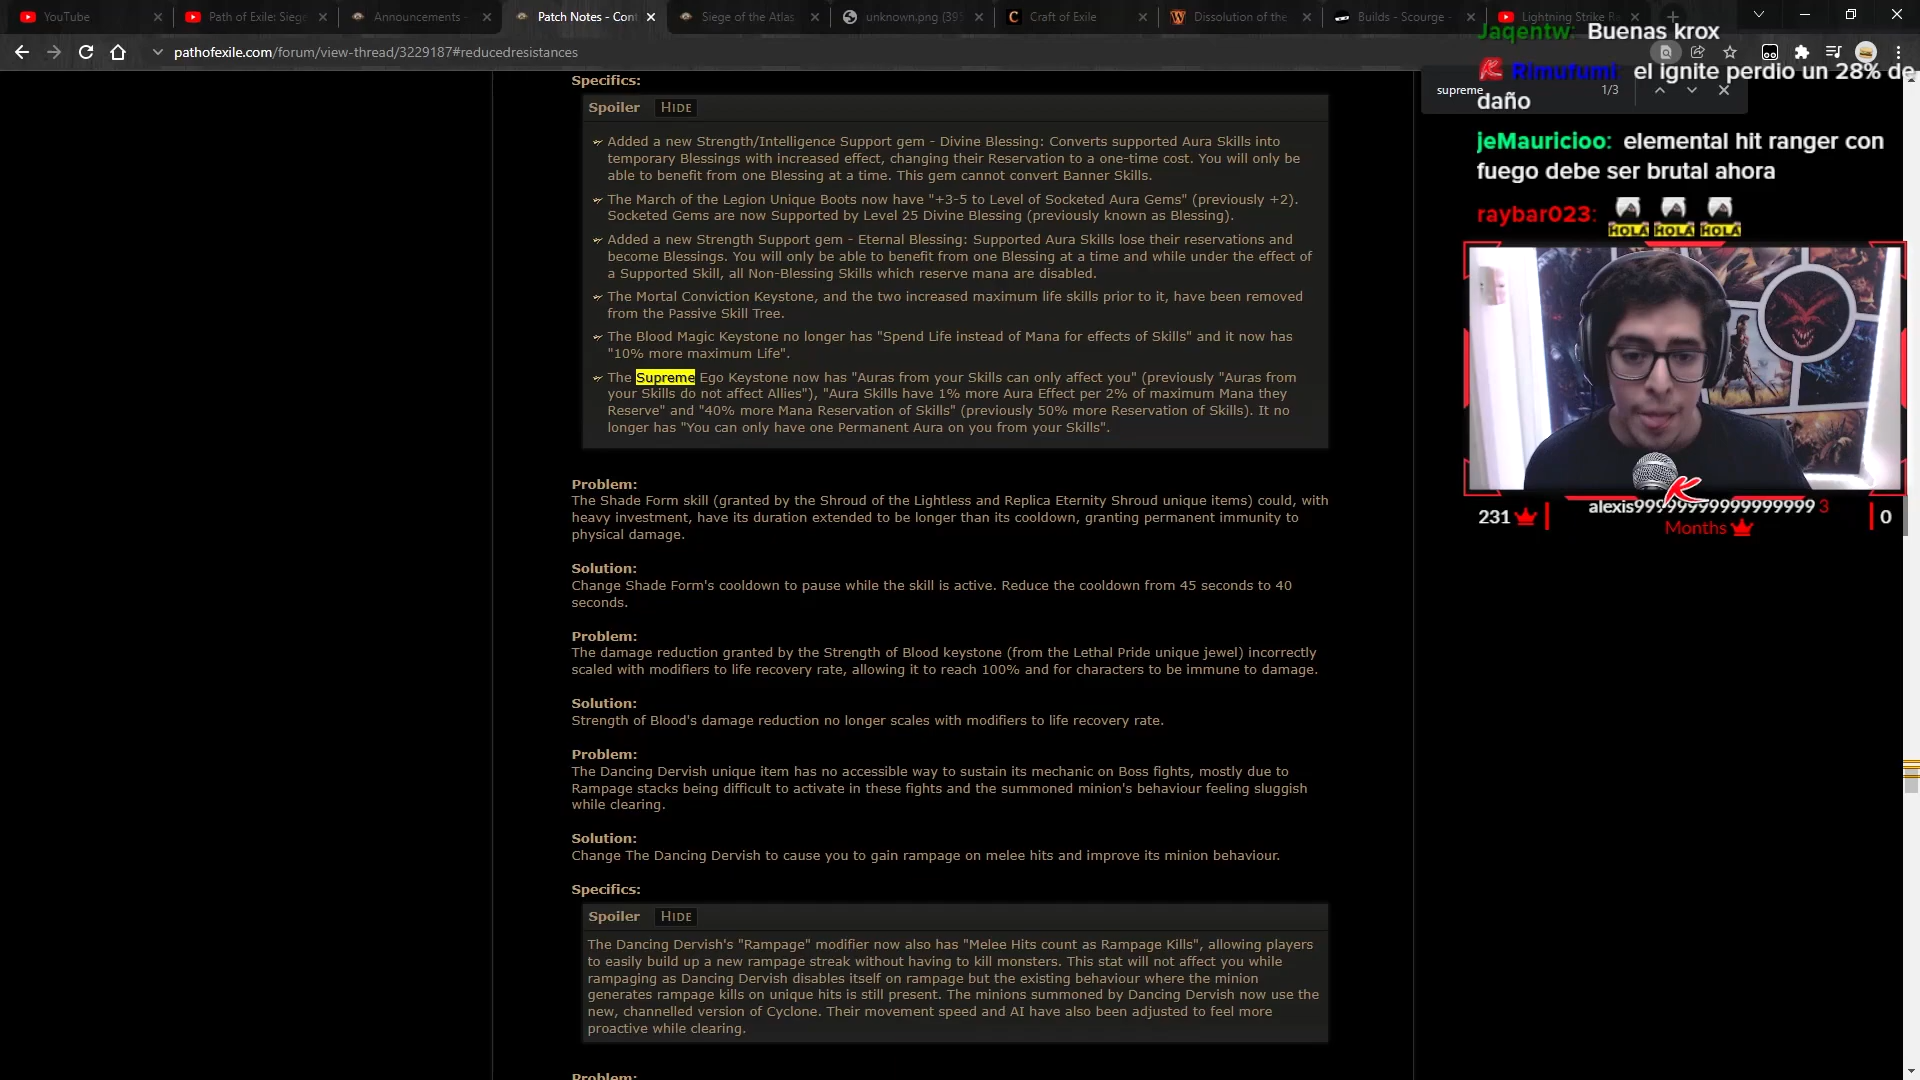 YouTube
Path of Exile: Siege
Announcements -
Patch Notes - Cont
Siege of the Atlas
unknown.png (395
Craft of Exile
Dissolution of the
Builds - Scourge -
Lightning Strike Ra
pathofexile.com/forum/view-thread/3229187#reducedresistances
supreme
1/3
Jaqentw: Buenas krox
Rimufumi el ignite perdio un 28% de
daño
jeMauricioo: elemental hit ranger con
fuego debe ser brutal ahora
raybar023:
HOLA HOLA HOLA
231
alexis99999999999999999 3
Months
0
Specifics:
Spoiler HIDE
Added a new Strength/Intelligence Support gem - Divine Blessing: Converts supported Aura Skills into
temporary Blessings with increased effect, changing their Reservation to a one-time cost. You will only be
able to benefit from one Blessing at a time. This gem cannot convert Banner Skills.
The March of the Legion Unique Boots now have "+3-5 to Level of Socketed Aura Gems" (previously +2).
Socketed Gems are now Supported by Level 25 Divine Blessing (previously known as Blessing).
Added a new Strength Support gem - Eternal Blessing: Supported Aura Skills lose their reservations and
become Blessings. You will only be able to benefit from one Blessing at a time and while under the effect of
a Supported Skill, all Non-Blessing Skills which reserve mana are disabled.
The Mortal Conviction Keystone, and the two increased maximum life skills prior to it, have been removed
from the Passive Skill Tree.
The Blood Magic Keystone no longer has "Spend Life instead of Mana for effects of Skills" and it now has
"10% more maximum Life".
The Supreme Ego Keystone now has "Auras from your Skills can only affect you" (previously "Auras from
your Skills do not affect Allies"), "Aura Skills have 1% more Aura Effect per 2% of maximum Mana they
Reserve" and "40% more Mana Reservation of Skills" (previously 50% more Reservation of Skills). It no
longer has "You can only have one Permanent Aura on you from your Skills".
Problem:
The Shade Form skill (granted by the Shroud of the Lightless and Replica Eternity Shroud unique items) could, with
heavy investment, have its duration extended to be longer than its cooldown, granting permanent immunity to
physical damage.
Solution:
Change Shade Form's cooldown to pause while the skill is active. Reduce the cooldown from 45 seconds to 40
seconds.
Problem:
The damage reduction granted by the Strength of Blood keystone (from the Lethal Pride unique jewel) incorrectly
scaled with modifiers to life recovery rate, allowing it to reach 100% and for characters to be immune to damage.
Solution:
Strength of Blood's damage reduction no longer scales with modifiers to life recovery rate.
Problem:
The Dancing Dervish unique item has no accessible way to sustain its mechanic on Boss fights, mostly due to
Rampage stacks being difficult to activate in these fights and the summoned minion's behaviour feeling sluggish
while clearing.
Solution:
Change The Dancing Dervish to cause you to gain rampage on melee hits and improve its minion behaviour.
Specifics:
Spoiler HIDE
The Dancing Dervish's "Rampage" modifier now also has "Melee Hits count as Rampage Kills", allowing players
to easily build up a new rampage streak without having to kill monsters. This stat will not affect you while
rampaging as Dancing Dervish disables itself on rampage but the existing behaviour where the minion
generates rampage kills on unique hits is still present. The minions summoned by Dancing Dervish now use the
new, channelled version of Cyclone. Their movement speed and AI have also been adjusted to feel more
proactive while clearing.
Problem: